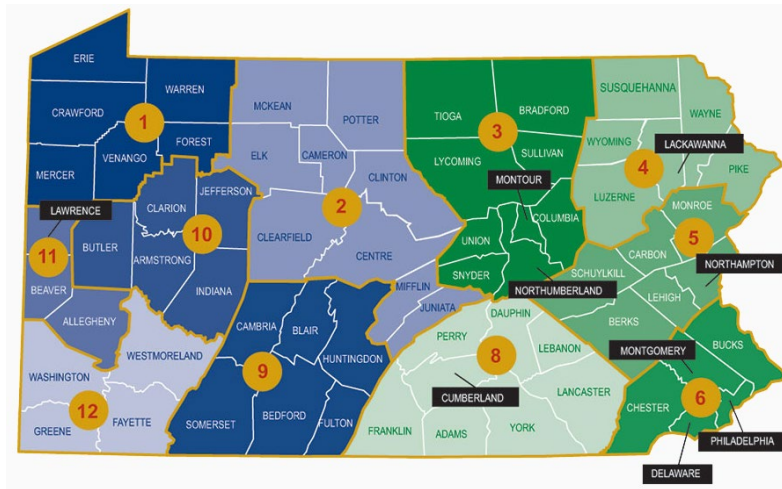 ERIE
WARREN
CRAWFORD
1
FOREST
VENANGO
MERCER
MCKEAN
POTTER
ELK
CAMERON
CLINTON
2
CLEARFIELD
CENTRE
MIFFLIN
JUNIATA
TIOGA
BRADFORD
3
LYCOMING
SULLIVAN
MONTOUR
COLUMBIA
UNION
SNYDER
NORTHUMBERLAND
SUSQUEHANNA
WAYNE
WYOMING
LACKAWANNA
4
PIKE
LUZERNE
MONROE
5
CARBON
NORTHAMPTON
SCHUYLKILL
LEHIGH
BERKS
JEFFERSON
CLARION
10
ARMSTRONG
INDIANA
BUTLER
LAWRENCE
11
BEAVER
ALLEGHENY
WESTMORELAND
WASHINGTON
12
GREENE
FAYETTE
CAMBRIA
BLAIR
9
HUNTINGDON
SOMERSET
BEDFORD
FULTON
DAUPHIN
PERRY
8
LEBANON
CUMBERLAND
LANCASTER
FRANKLIN
ADAMS
YORK
MONTGOMERY
BUCKS
CHESTER
6
PHILADELPHIA
DELAWARE